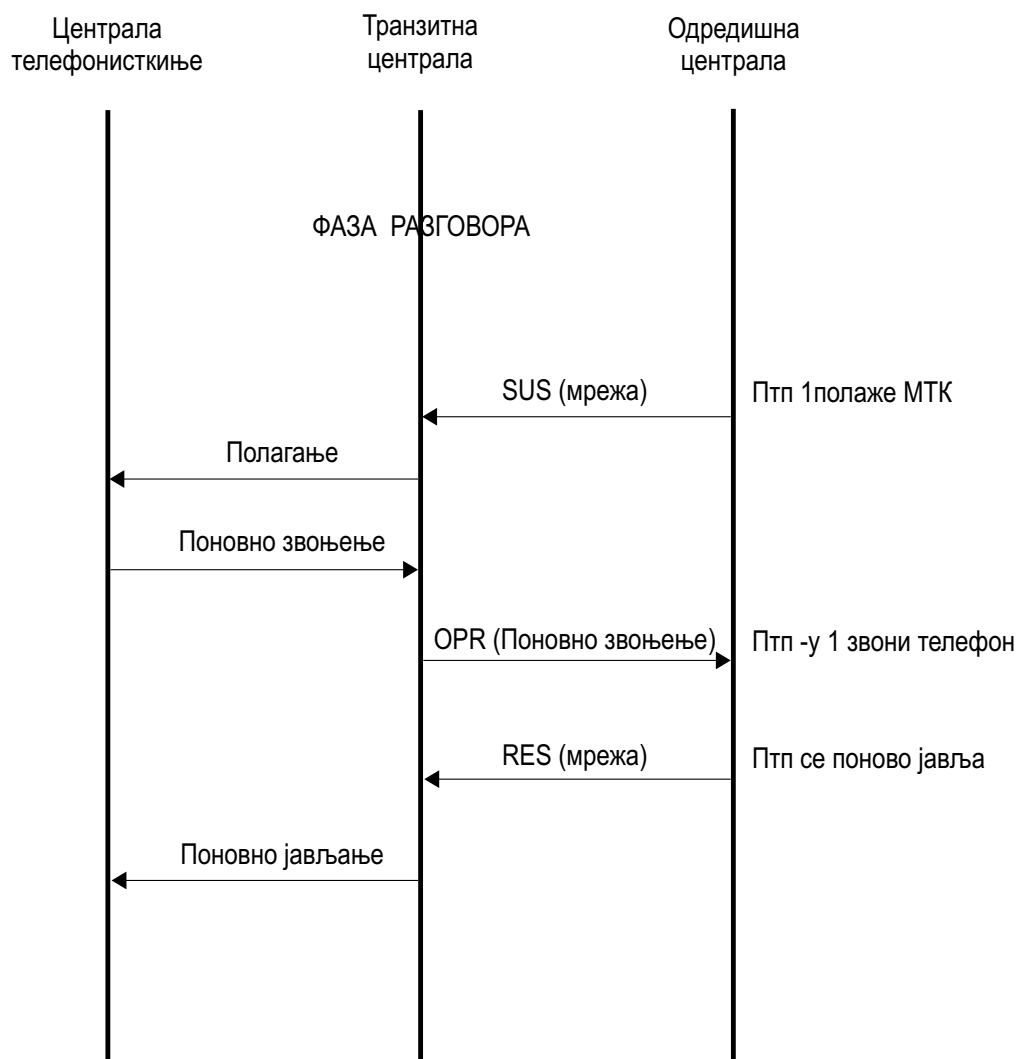 Централа
телефонисткиње
Транзитна
централа
Одредишна
централа
ФАЗА РАЗГОВОРА
SUS (мрежа)
Птп 1полаже МТК
Полагање
Поновно звоњење
OPR (Поновно звоњење)
Птп -у 1 звони телефон
RES (мрежа)
Птп се поново јавља
Поновно јављање